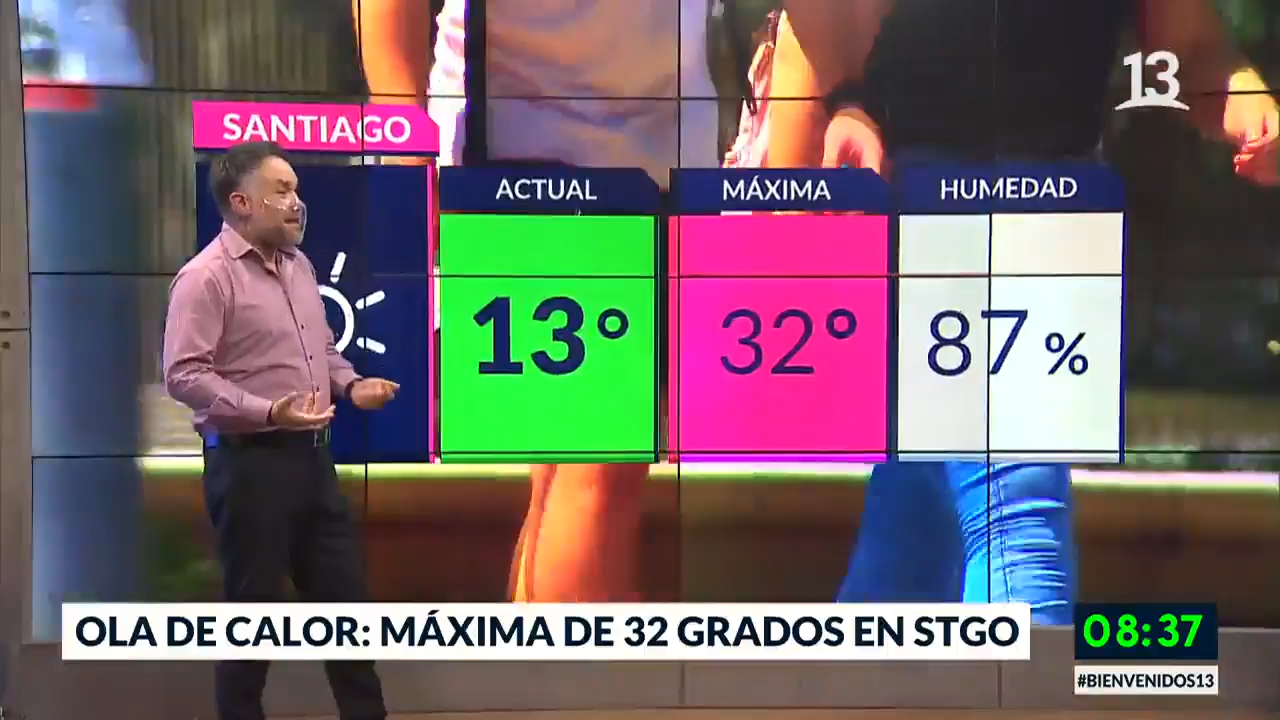 13
SANTIAGO
ACTUAL
MÁXIMA
HUMEDAD
13°
32°
87 %
OLA DE CALOR: MÁXIMA DE 32 GRADOS EN STGO
08:37
#BIENVENIDOS13